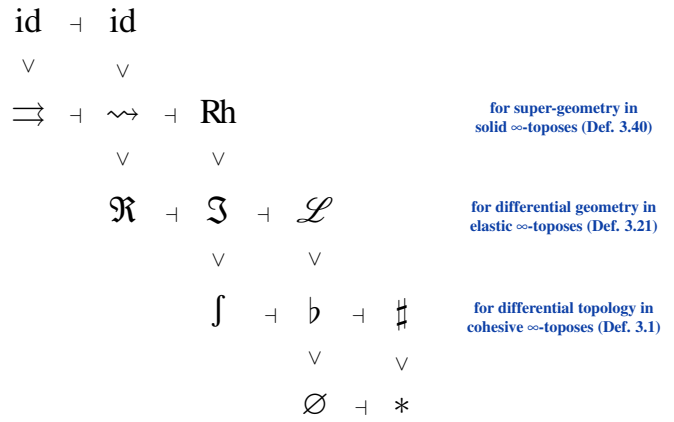 id ⊣ id
∨ ∨
⇉ ⊣ ⇝ ⊣ Rh for super-geometry in
solid ∞-toposes (Def. 3.40)
∨ ∨
ℜ ⊣ ℑ ⊣ ℒ for differential geometry in
elastic ∞-toposes (Def. 3.21)
∨ ∨
ʃ ⊣ ♭ ⊣ ♯ for differential topology in
cohesive ∞-toposes (Def. 3.1)
∨ ∨
∅ ⊣ *